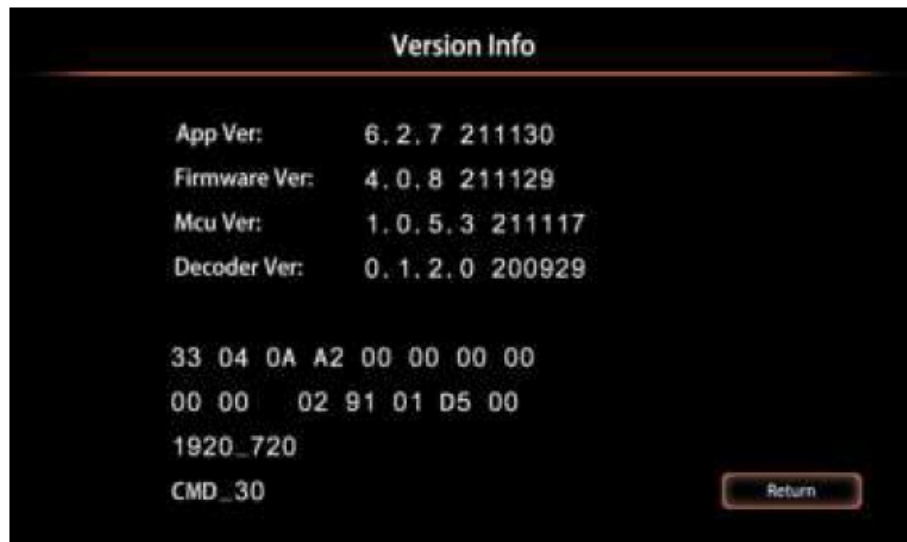 Version Info
App Ver: 6.2.7 211130
Firmware Ver: 4.0.8 211129
Mcu Ver: 1.0.5.3 211117
Decoder Ver: 0.1.2.0 200929
33 04 0A A2 00 00 00 00
00 00 02 91 01 D5 00
1920_720
CMD_30
Return